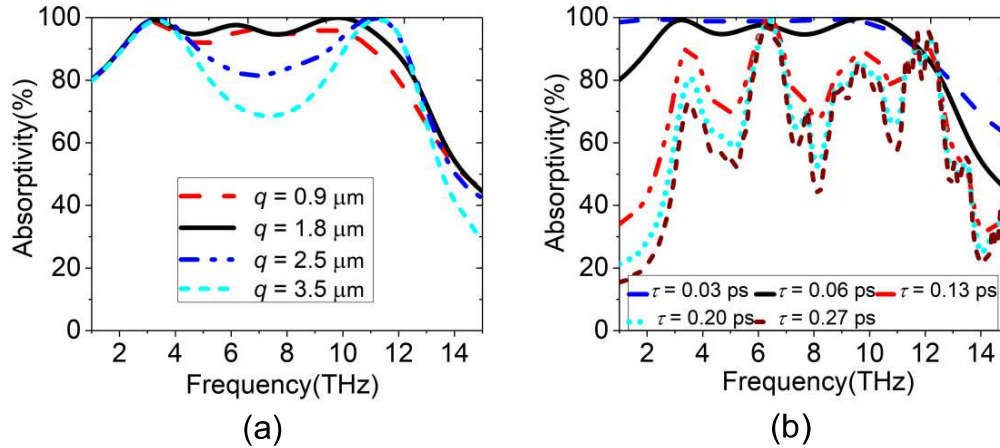 100
80
60
40
20
0
Absorptivity(%)
q = 0.9 μm
q = 1.8 μm
q = 2.5 μm
q = 3.5 μm
2 4 6 8 10 12 14
Frequency(THz)
(a)
100
80
60
40
20
0
Absorptivity(%)
τ = 0.03 ps τ = 0.06 ps τ = 0.13 ps
τ = 0.20 ps τ = 0.27 ps
2 4 6 8 10 12 14
Frequency(THz)
(b)